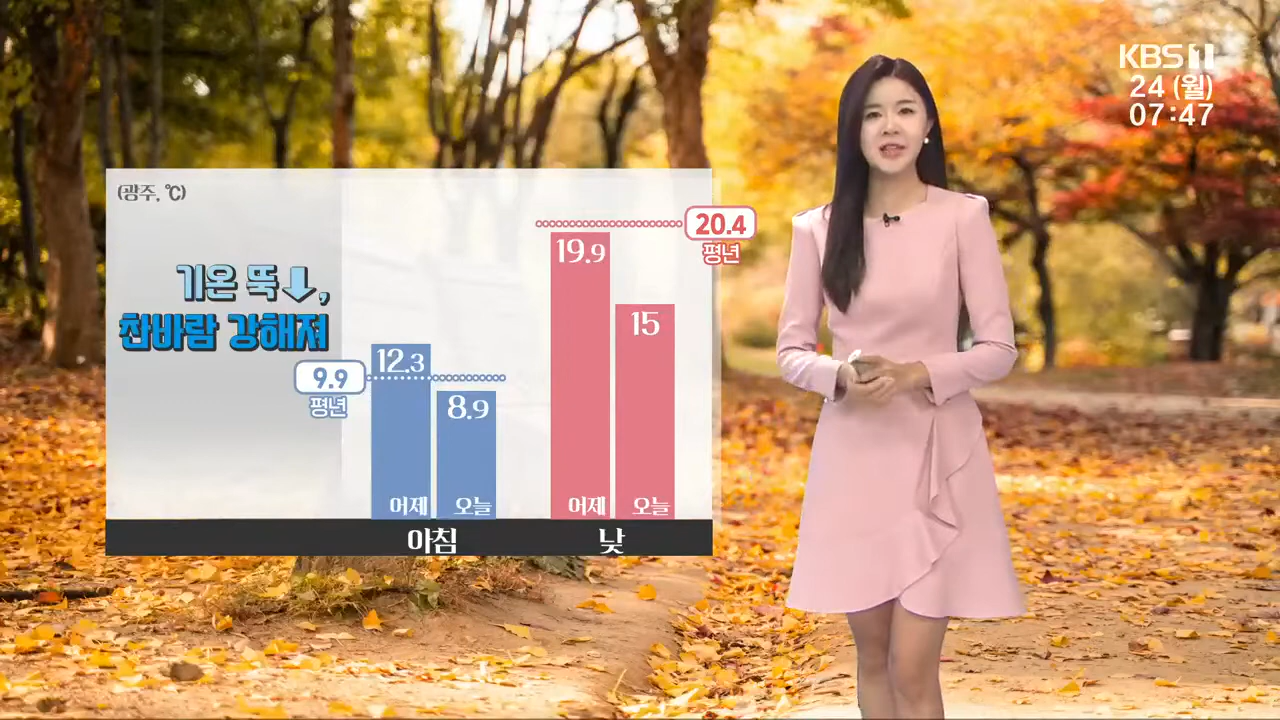 KBS 1
24 (월)
07:47
(광주, ℃)
기온 뚝⬇,
찬바람 강해져
9.9
평년
12.3
어제
8.9
오늘
아침
20.4
평년
19.9
어제
15
오늘
낮